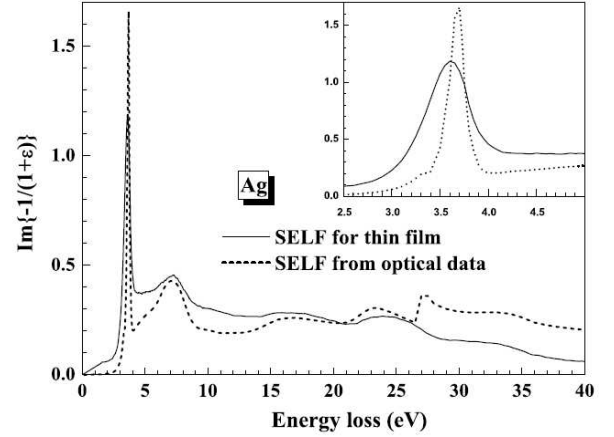 Im{-1/(1+ε)}
1.5
1.0
0.5
0.0
0 5 10 15 20 25 30 35 40
Energy loss (eV)
1.5
1.0
0.5
0.0
2.5 3.0 3.5 4.0 4.5
Ag
SELF for thin film
SELF from optical data